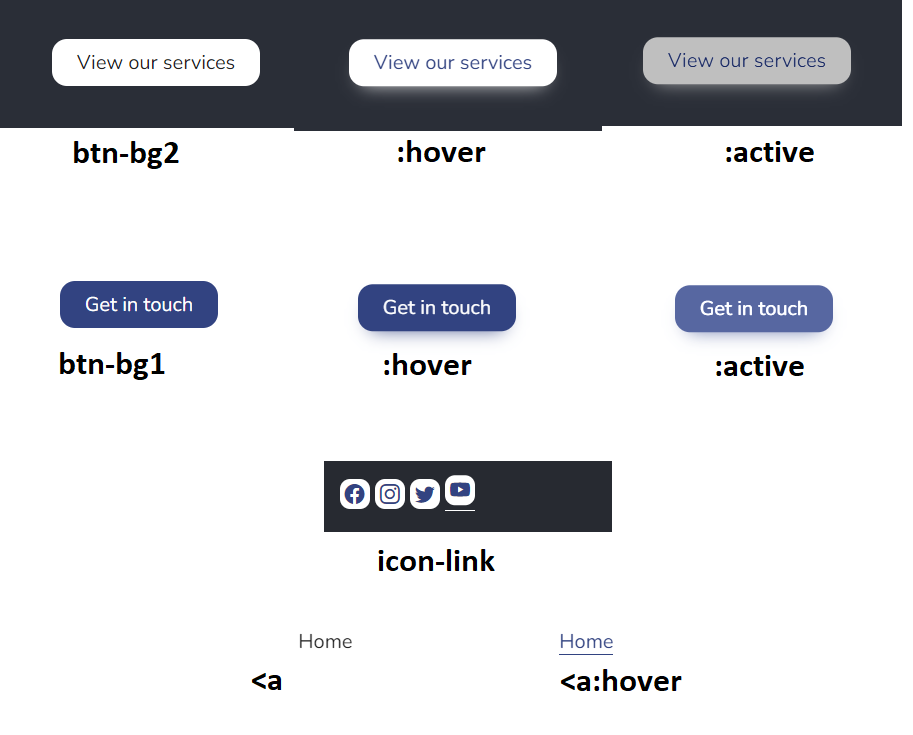 View our services View our services View our services
btn-bg2 :hover :active
Get in touch Get in touch Get in touch
btn-bg1 :hover :active
icon-link
Home Home
<a <a:hover